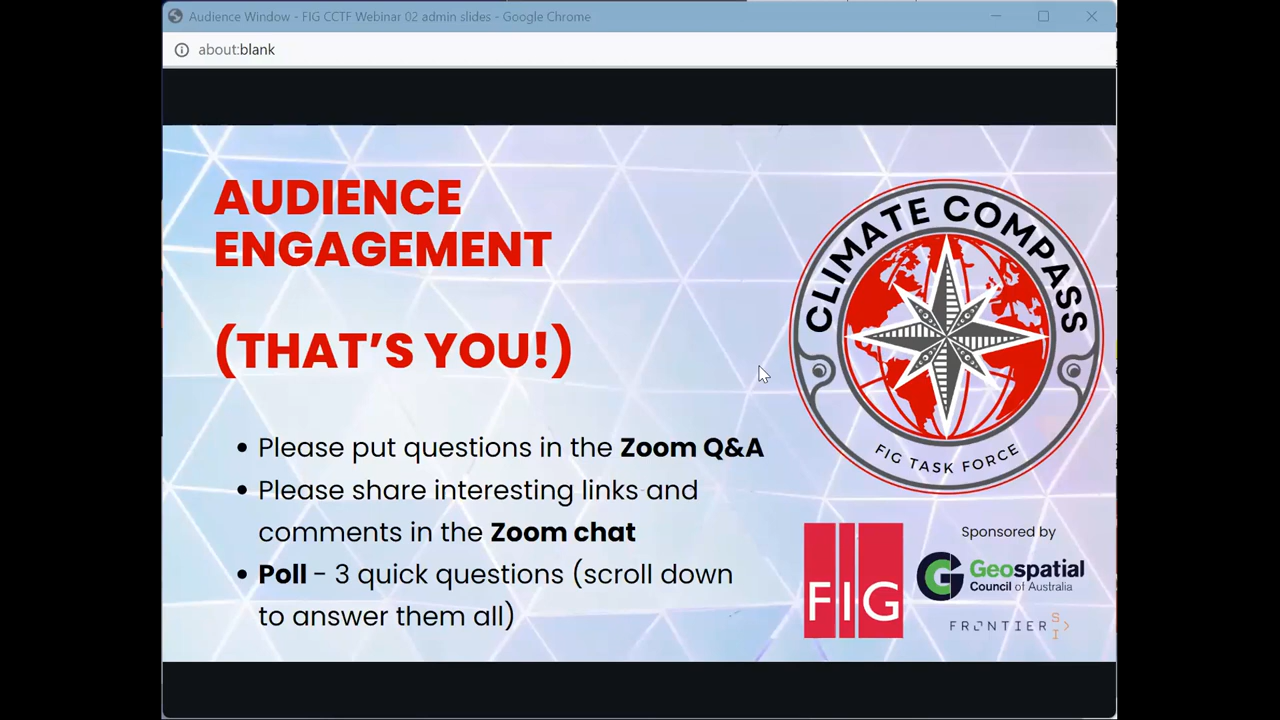 Audience Window - FIG CCTF Webinar 02 admin slides - Google Chrome
about:blank
AUDIENCE
ENGAGEMENT
(THAT'S YOU!)
• Please put questions in the Zoom Q&A
• Please share interesting links and
comments in the Zoom chat
• Poll - 3 quick questions (scroll down
to answer them all)
CLIMATE COMPASS
FIG TASK FORCE
FIG
Sponsored by
Geospatial
Council of Australia
FRONTIER SI